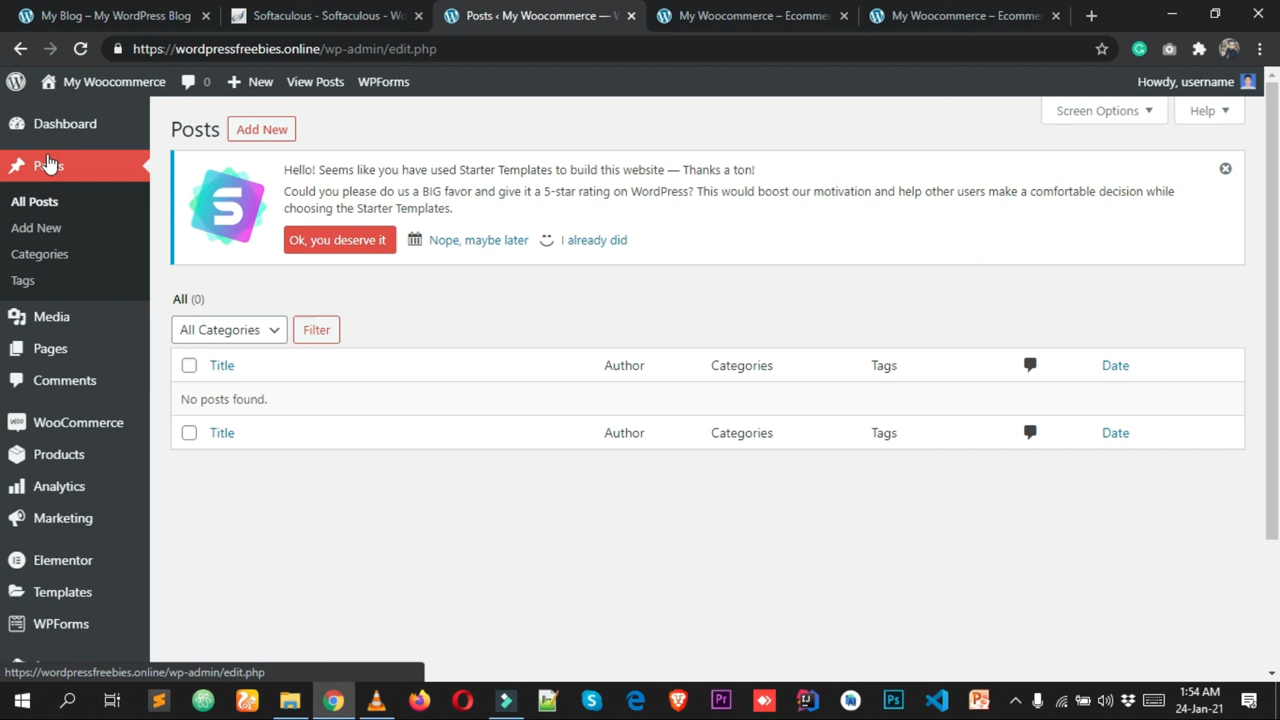 My Blog – My WordPress Blog
Softaculous - Softaculous - Wo
Posts ‹ My Woocommerce — W
My Woocommerce – Ecommer
My Woocommerce – Ecommer
https://wordpressfreebies.online/wp-admin/edit.php
My Woocommerce
0
New
View Posts
WPForms
Howdy, username
Dashboard
Posts
All Posts
Add New
Categories
Tags
Media
Pages
Comments
WooCommerce
Products
Analytics
Marketing
Elementor
Templates
WPForms
Screen Options
Help
Posts
Add New
Hello! Seems like you have used Starter Templates to build this website — Thanks a ton!
Could you please do us a BIG favor and give it a 5-star rating on WordPress? This would boost our motivation and help other users make a comfortable decision while
choosing the Starter Templates.
Ok, you deserve it
Nope, maybe later
I already did
All (0)
All Categories
Filter
Title Author Categories Tags Date
No posts found.
Title Author Categories Tags Date
https://wordpressfreebies.online/wp-admin/edit.php
1:54 AM
24-Jan-21